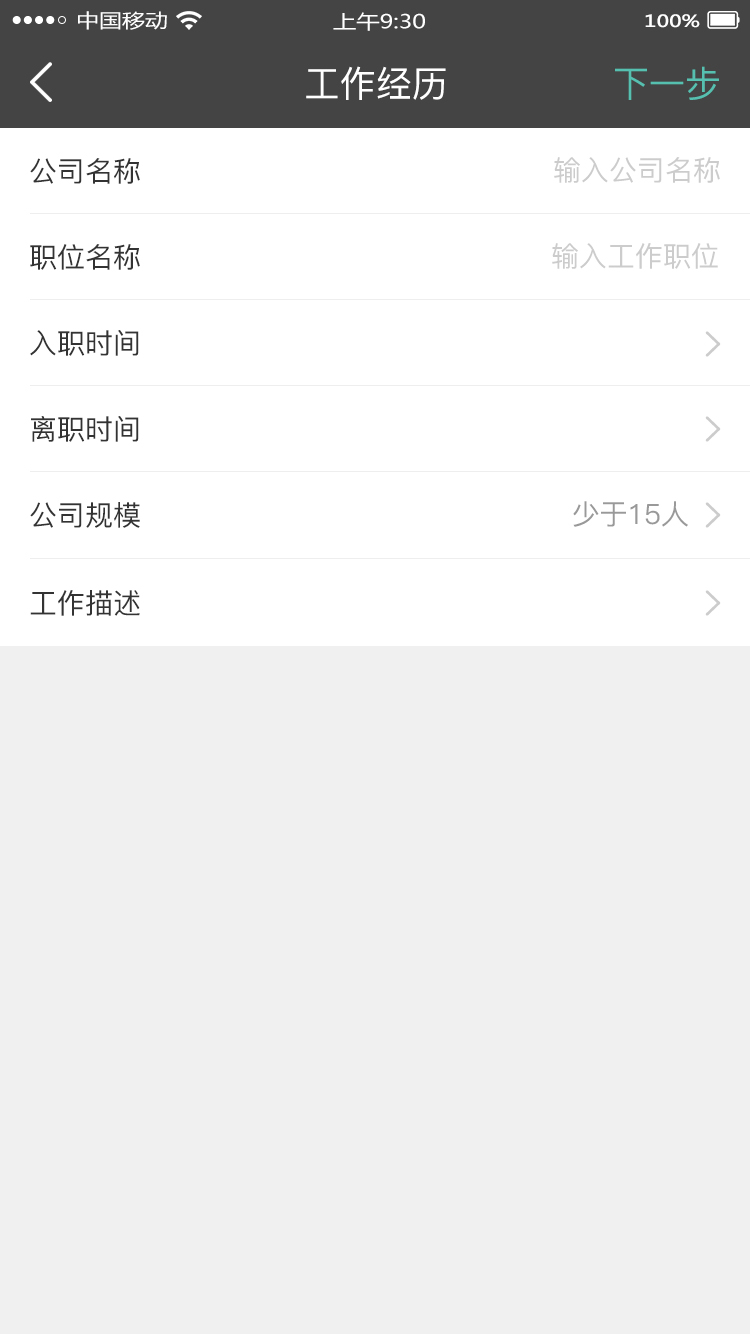 中国移动 上午9:30 100%
工作经历 下一步
公司名称 输入公司名称
职位名称 输入工作职位
入职时间
离职时间
公司规模 少于15人
工作描述